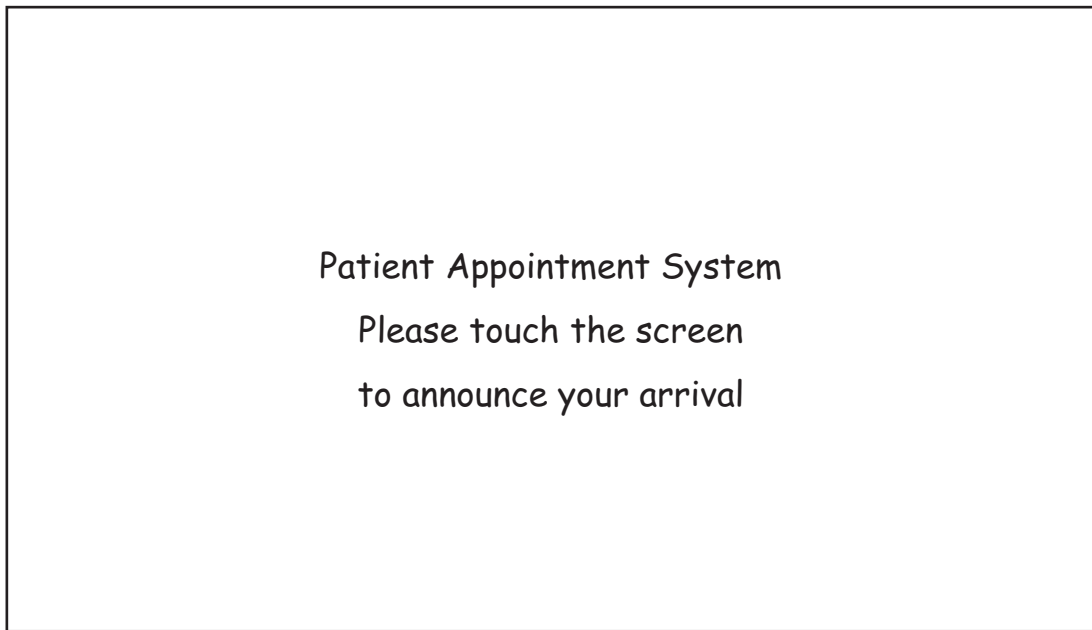 Patient Appointment System
Please touch the screen
to announce your arrival